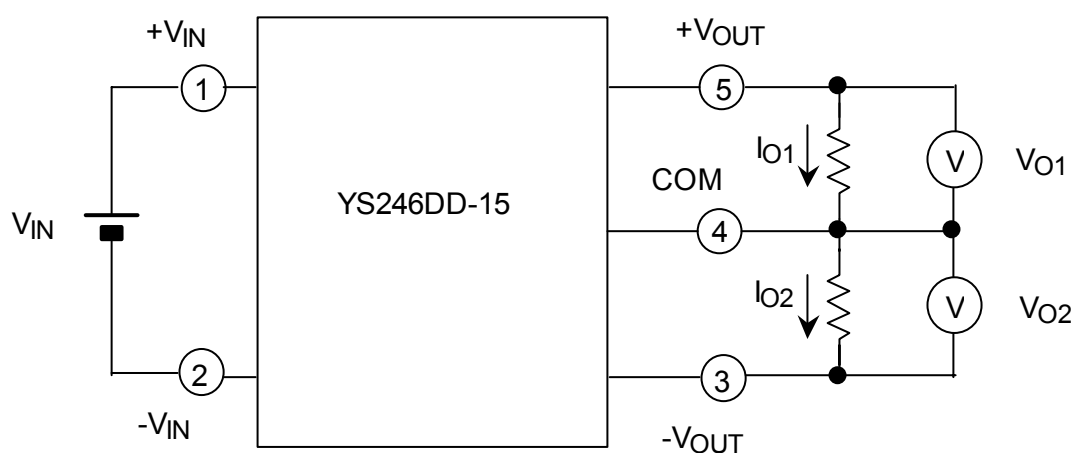 +VIN
+VOUT
1
5
IO1
V
VO1
COM
YS246DD-15
VIN
4
IO2
V
VO2
2
3
-VIN
-VOUT